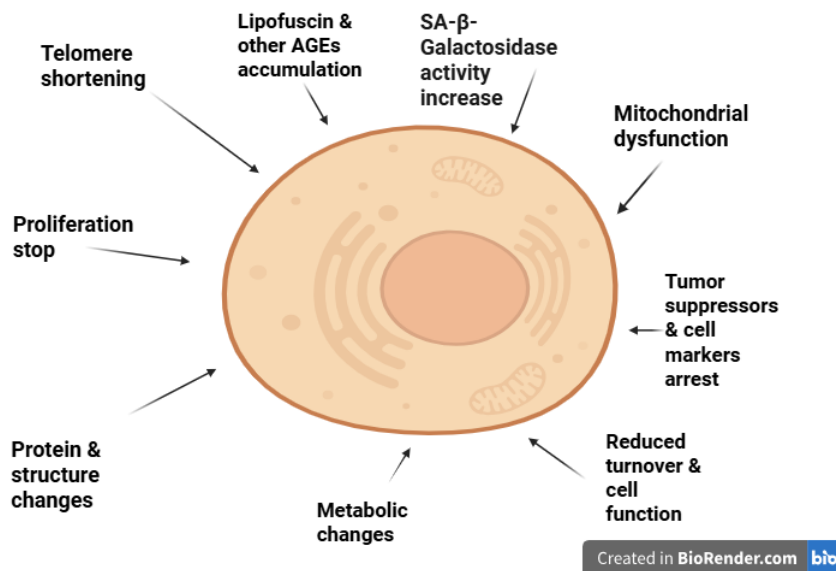 Telomere
shortening
Lipofuscin &
other AGEs
accumulation
SA-β-
Galactosidase
activity
increase
Mitochondrial
dysfunction
Proliferation
stop
Tumor
suppressors
& cell
markers
arrest
Protein &
structure
changes
Metabolic
changes
Reduced
turnover &
cell
function
Created in BioRender.com bio